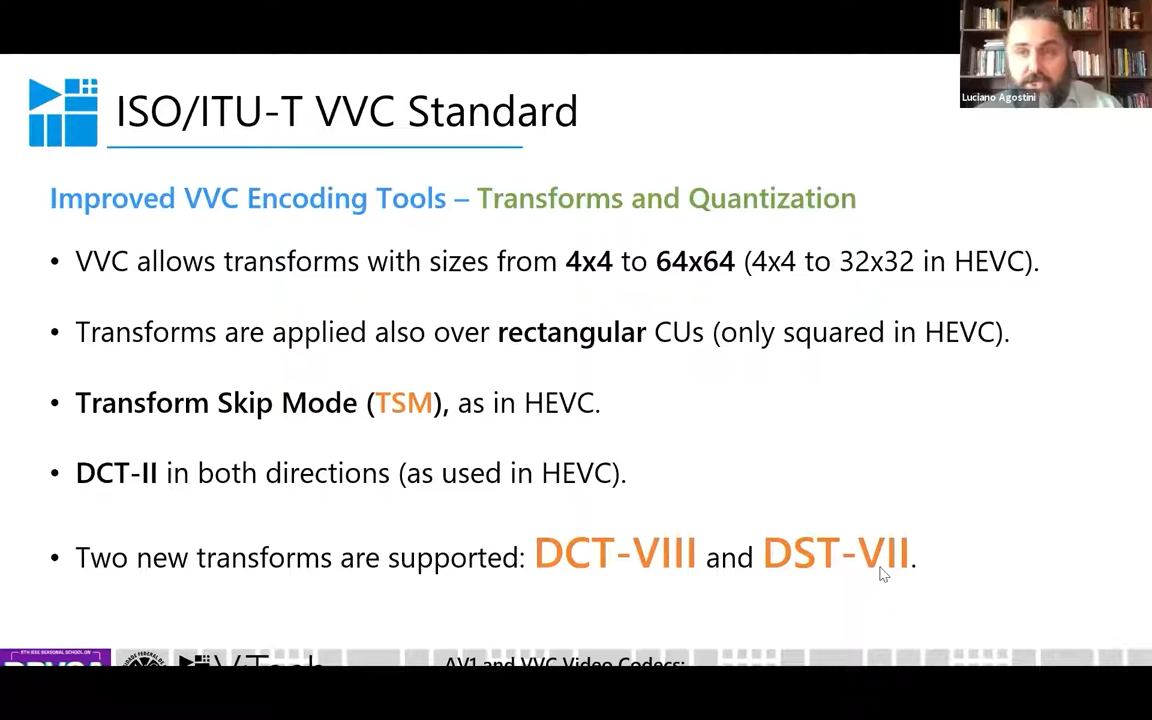 Luciano Agostini
ISO/ITU-T VVC Standard
Improved VVC Encoding Tools – Transforms and Quantization
• VVC allows transforms with sizes from 4x4 to 64x64 (4x4 to 32x32 in HEVC).
• Transforms are applied also over rectangular CUs (only squared in HEVC).
• Transform Skip Mode (TSM), as in HEVC.
• DCT-II in both directions (as used in HEVC).
• Two new transforms are supported: DCT-VIII and DST-VII.
AV1 and VVC Video Codecs: